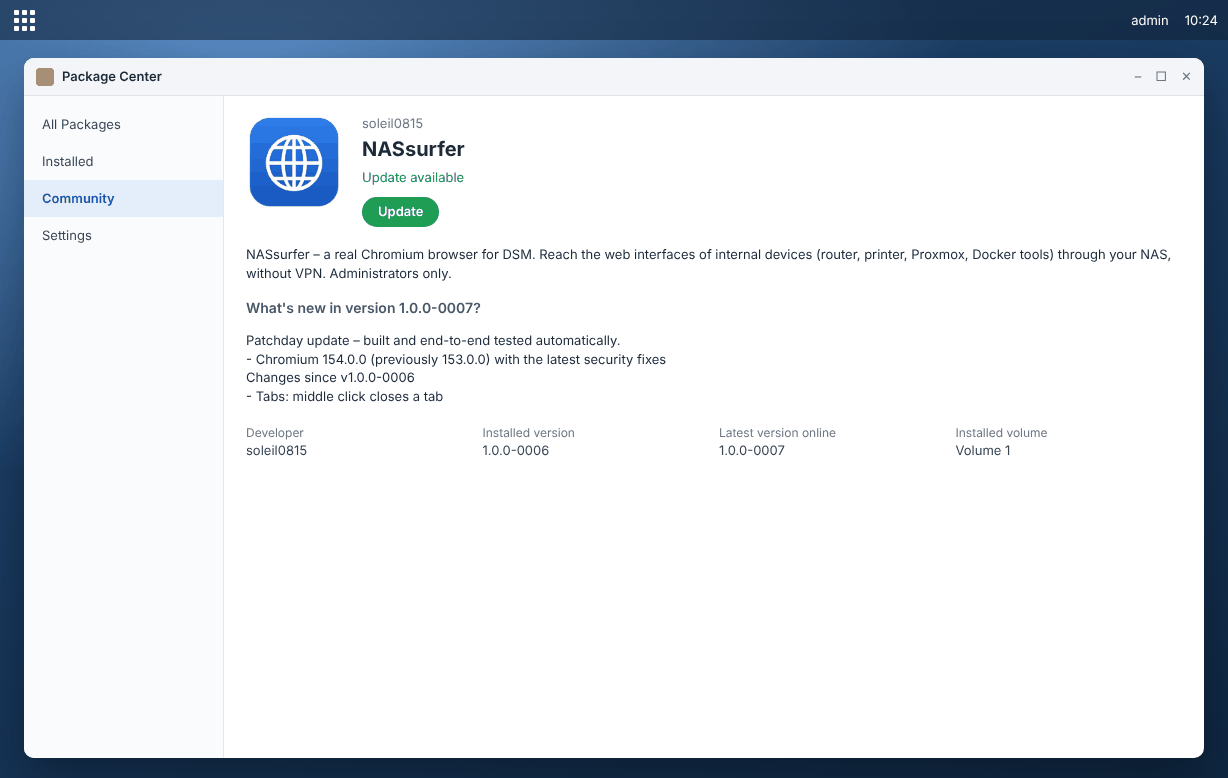 admin 10:24
Package Center
All Packages
Installed
Community
Settings
soleil0815
NASsurfer
Update available
Update
NASsurfer – a real Chromium browser for DSM. Reach the web interfaces of internal devices (router, printer, Proxmox, Docker tools) through your NAS,
without VPN. Administrators only.
What's new in version 1.0.0-0007?
Patchday update – built and end-to-end tested automatically.
- Chromium 154.0.0 (previously 153.0.0) with the latest security fixes
Changes since v1.0.0-0006
- Tabs: middle click closes a tab
Developer Installed version Latest version online Installed volume
soleil0815 1.0.0-0006 1.0.0-0007 Volume 1